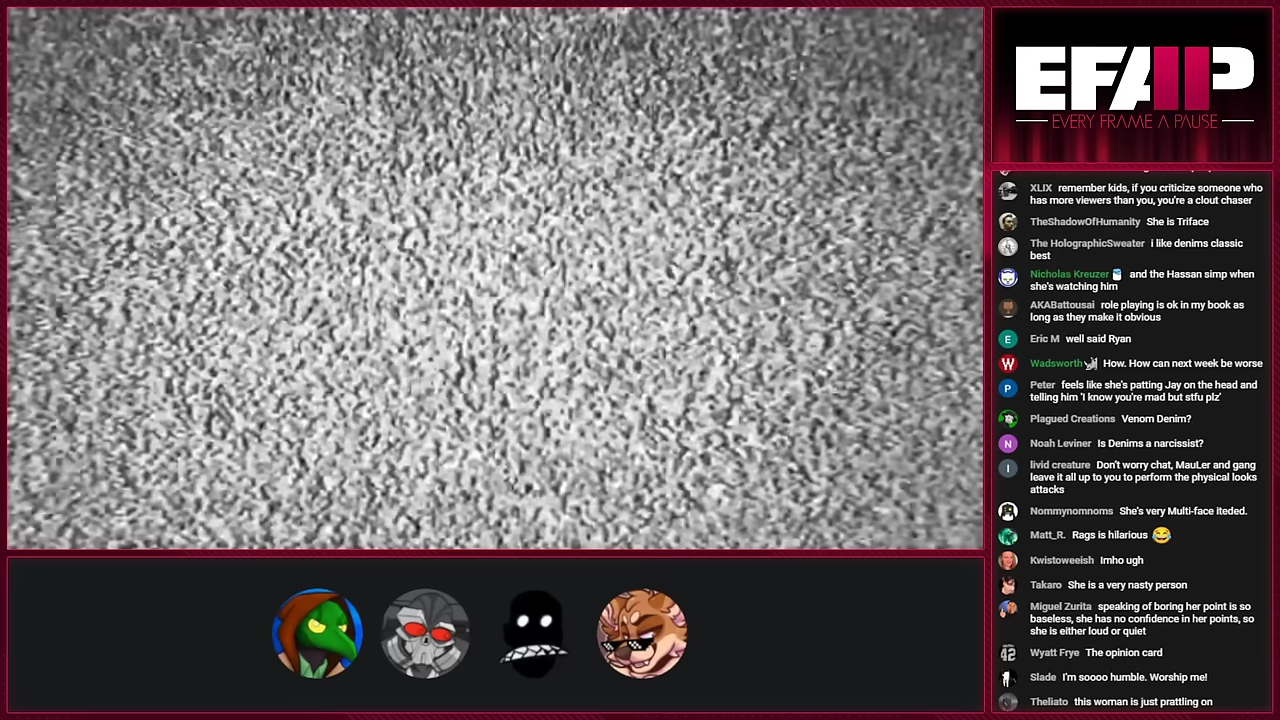 EFAP
EVERY FRAME A PAUSE
XLIX remember kids, if you criticize someone who
has more viewers than you, you're a clout chaser
TheShadowOfHumanity She is Triface
The HolographicSweater i like denims classic
best
Nicholas Kreuzer and the Hassan simp when
she's watching him
AKABattousai role playing is ok in my book as
long as they make it obvious
E Eric M well said Ryan
W Wadsworth How. How can next week be worse
P Peter feels like she's patting Jay on the head and
telling him 'I know you're mad but stfu plz'
Plagued Creations Venom Denim?
N Noah Leviner Is Denims a narcissist?
I livid creature Don't worry chat, MauLer and gang
leave it all up to you to perform the physical looks
attacks
Nommynomnoms She's very Multi-face iteded.
Matt_R. Rags is hilarious 😂
Kwistoweeish Imho ugh
Takaro She is a very nasty person
Miguel Zurita speaking of boring her point is so
baseless, she has no confidence in her points, so
she is either loud or quiet
42 Wyatt Frye The opinion card
Slade I'm soooo humble. Worship me!
Theliato this woman is just prattling on